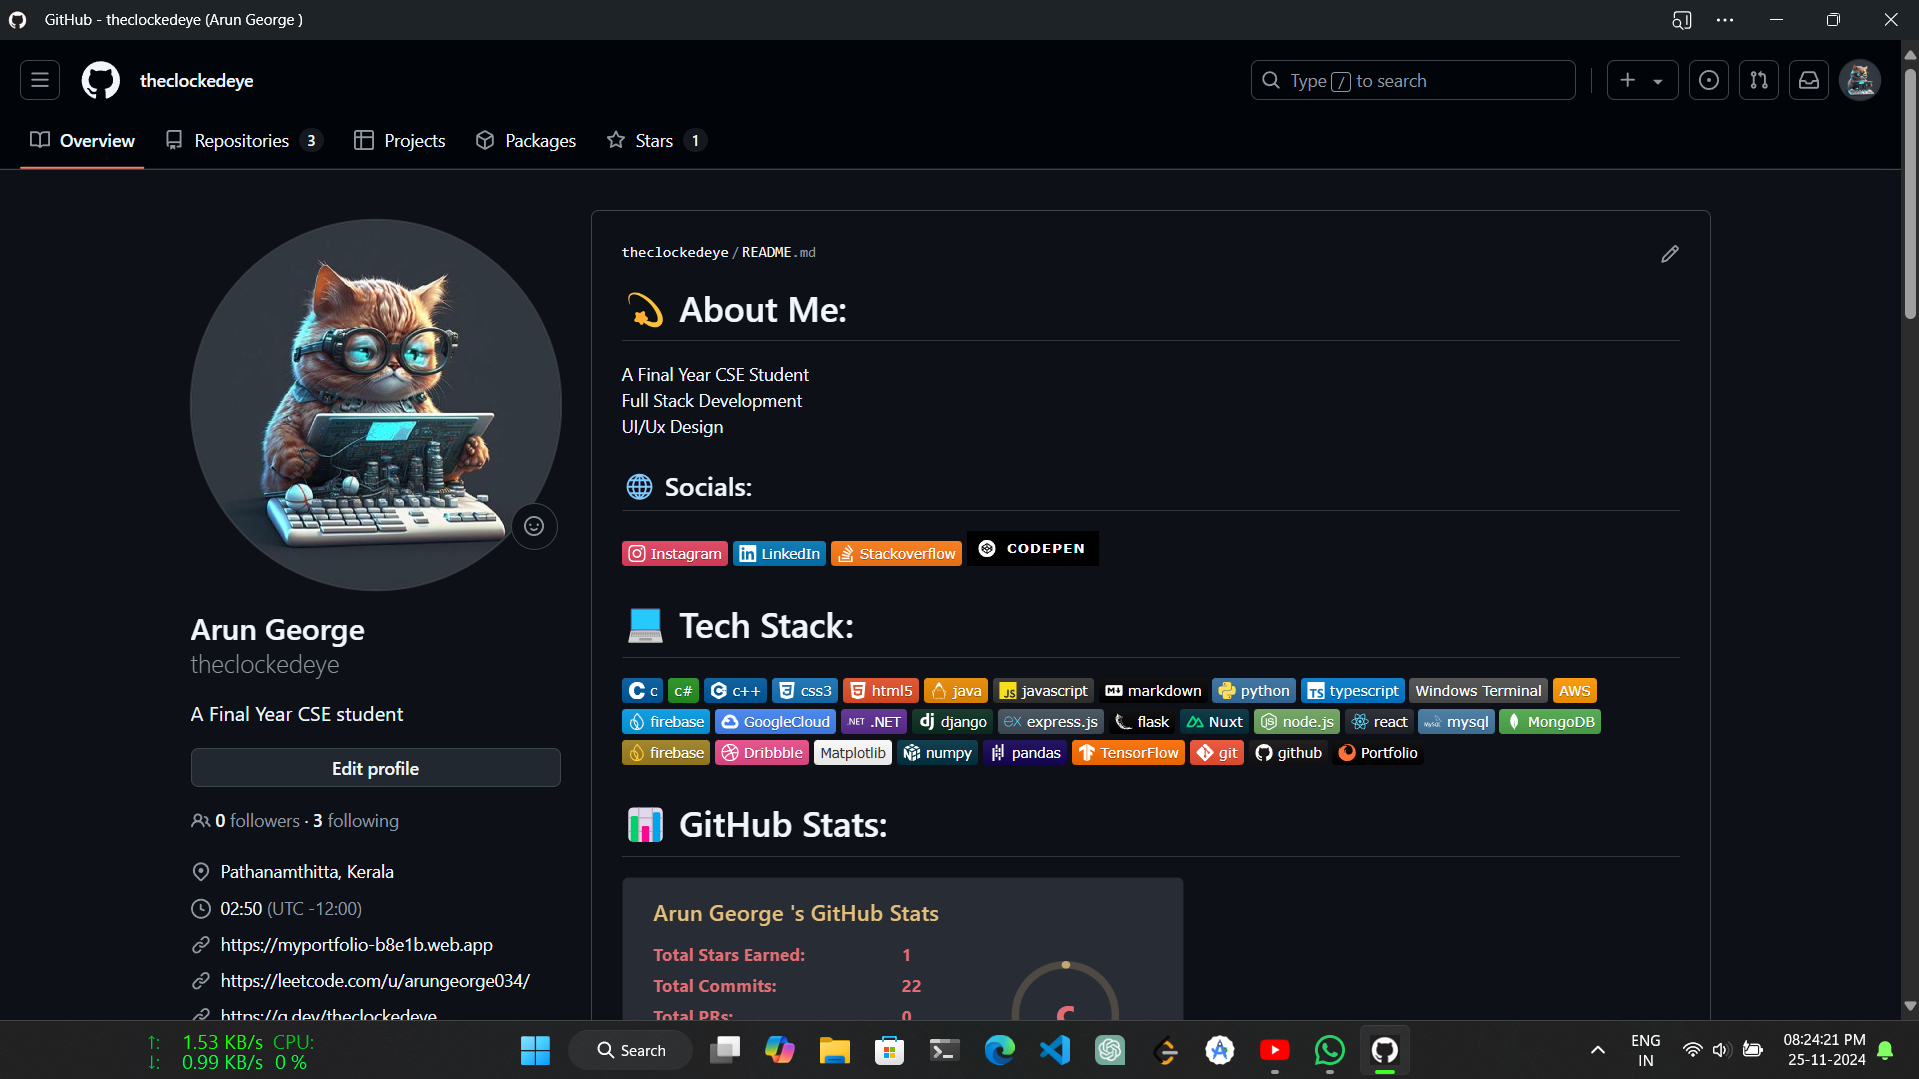 GitHub - theclockedeye (Arun George )
theclockedeye
Type / to search
Overview
Repositories 3
Projects
Packages
Stars 1
Arun George
theclockedeye
A Final Year CSE student
Edit profile
0 followers · 3 following
Pathanamthitta, Kerala
02:50 (UTC -12:00)
https://myportfolio-b8e1b.web.app
https://leetcode.com/u/arungeorge034/
https://g.dev/theclockedeye
theclockedeye/README.md
About Me:
A Final Year CSE Student
Full Stack Development
UI/Ux Design
Socials:
Instagram LinkedIn Stackoverflow CODEPEN
Tech Stack:
C c c# c++ css3 html5 java JS javascript markdown python TS typescript Windows Terminal AWS
firebase GoogleCloud .NET .NET dj django EX express.js flask Nuxt node.js react MySQL mysql MongoDB
firebase Dribbble Matplotlib numpy pandas TensorFlow git github Portfolio
GitHub Stats:
Arun George 's GitHub Stats
Total Stars Earned: 1
Total Commits: 22
Total PRs: 0
C
↑: 1.53 KB/s CPU:
↓: 0.99 KB/s 0 %
Search
ENG
IN
08:24:21 PM
25-11-2024